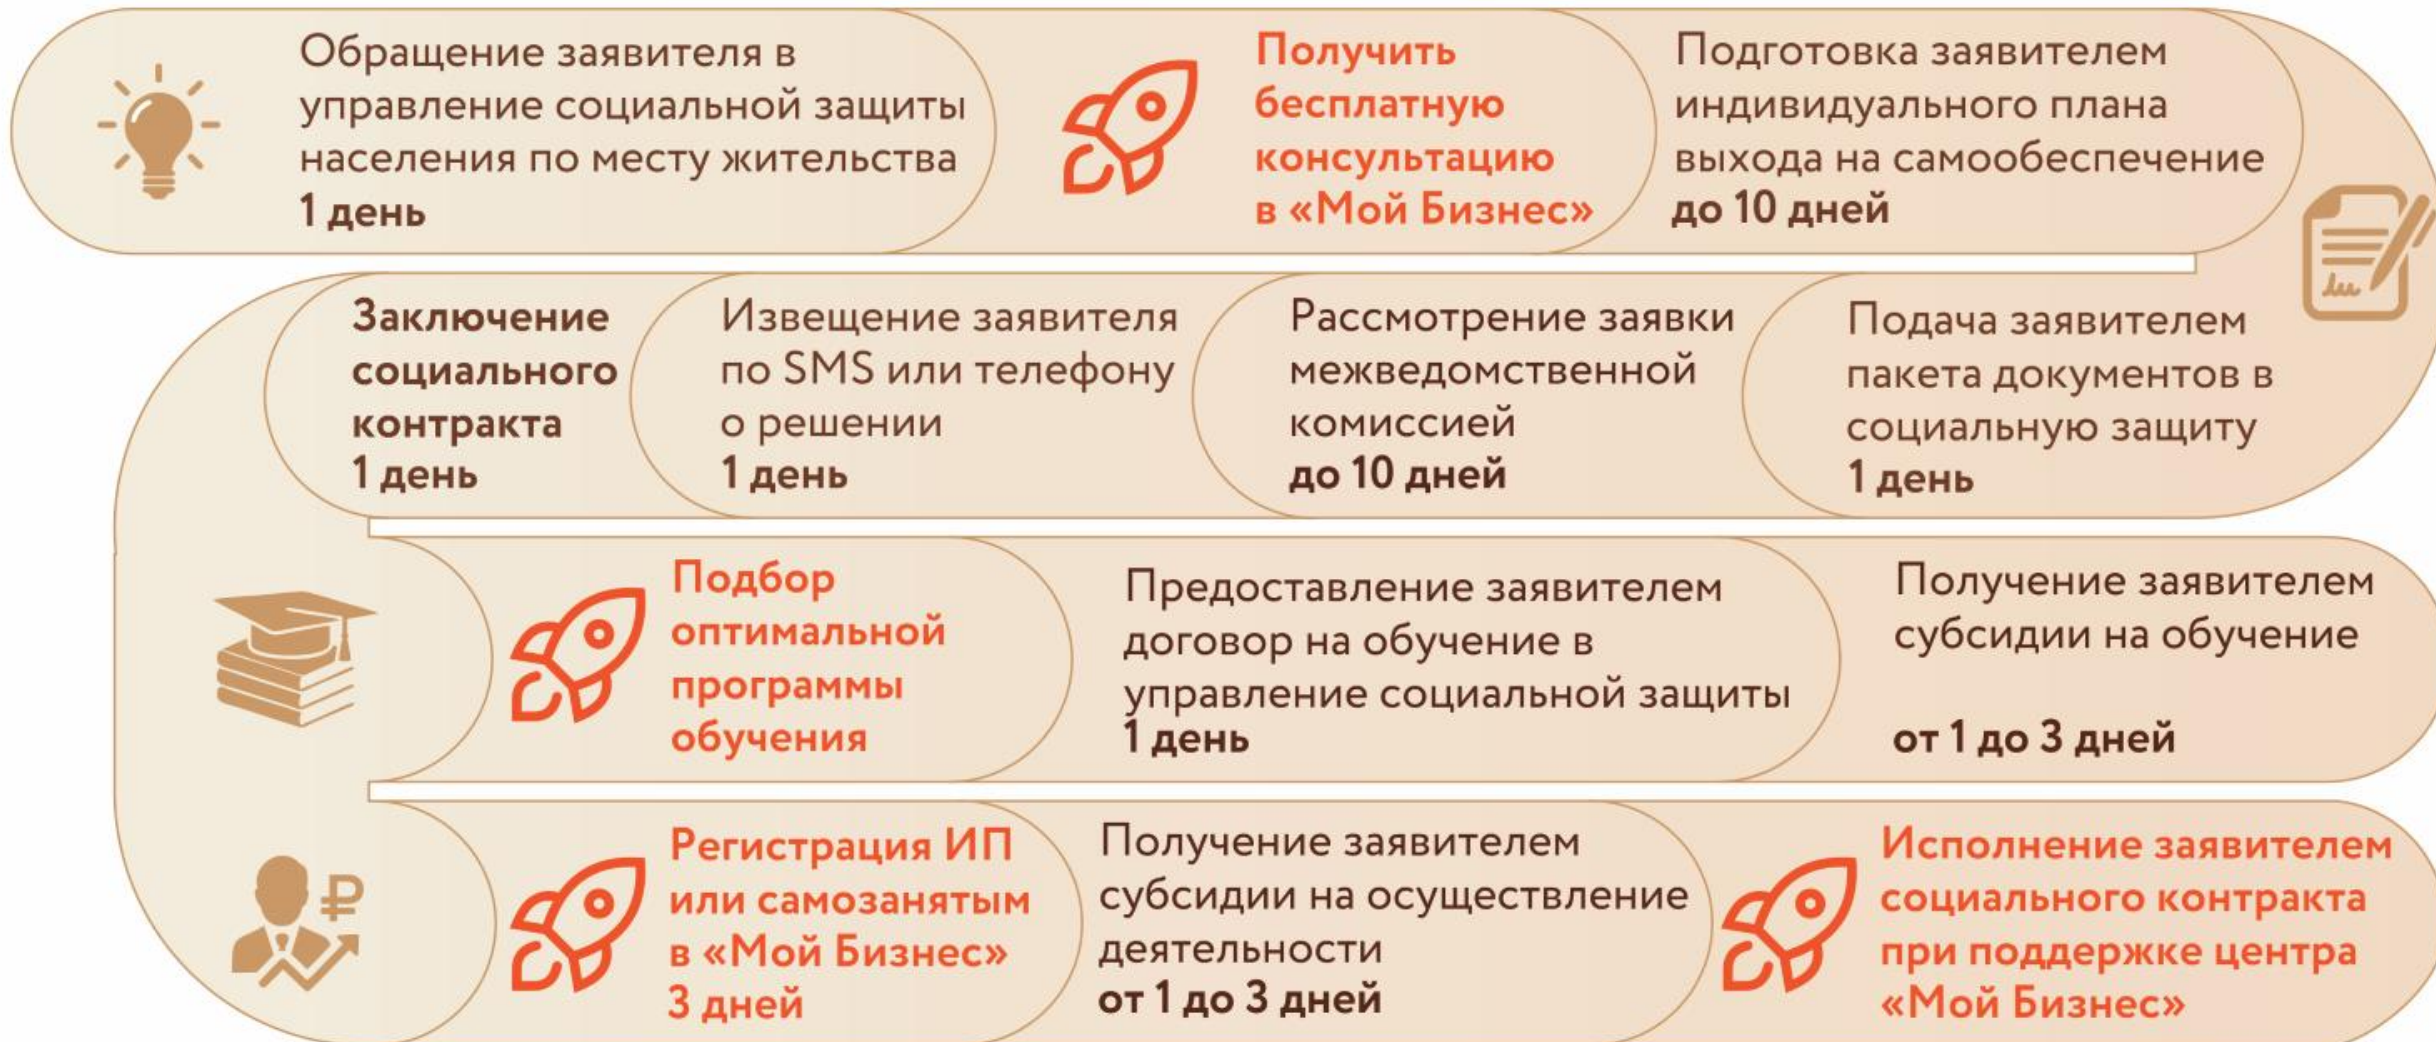 Обращение заявителя в
управление социальной защиты
населения по месту жительства
1 день
Получить
бесплатную
консультацию
в «Мой Бизнес»
Подготовка заявителем
индивидуального плана
выхода на самообеспечение
до 10 дней
Подача заявителем
пакета документов в
социальную защиту
1 день
Рассмотрение заявки
межведомственной
комиссией
до 10 дней
Извещение заявителя
по SMS или телефону
о решении
1 день
Заключение
социального
контракта
1 день
Подбор
оптимальной
программы
обучения
Предоставление заявителем
договор на обучение в
управление социальной защиты
1 день
Получение заявителем
субсидии на обучение
от 1 до 3 дней
Регистрация ИП
или самозанятым
в «Мой Бизнес»
3 дней
Получение заявителем
субсидии на осуществление
деятельности
от 1 до 3 дней
Исполнение заявителем
социального контракта
при поддержке центра
«Мой Бизнес»